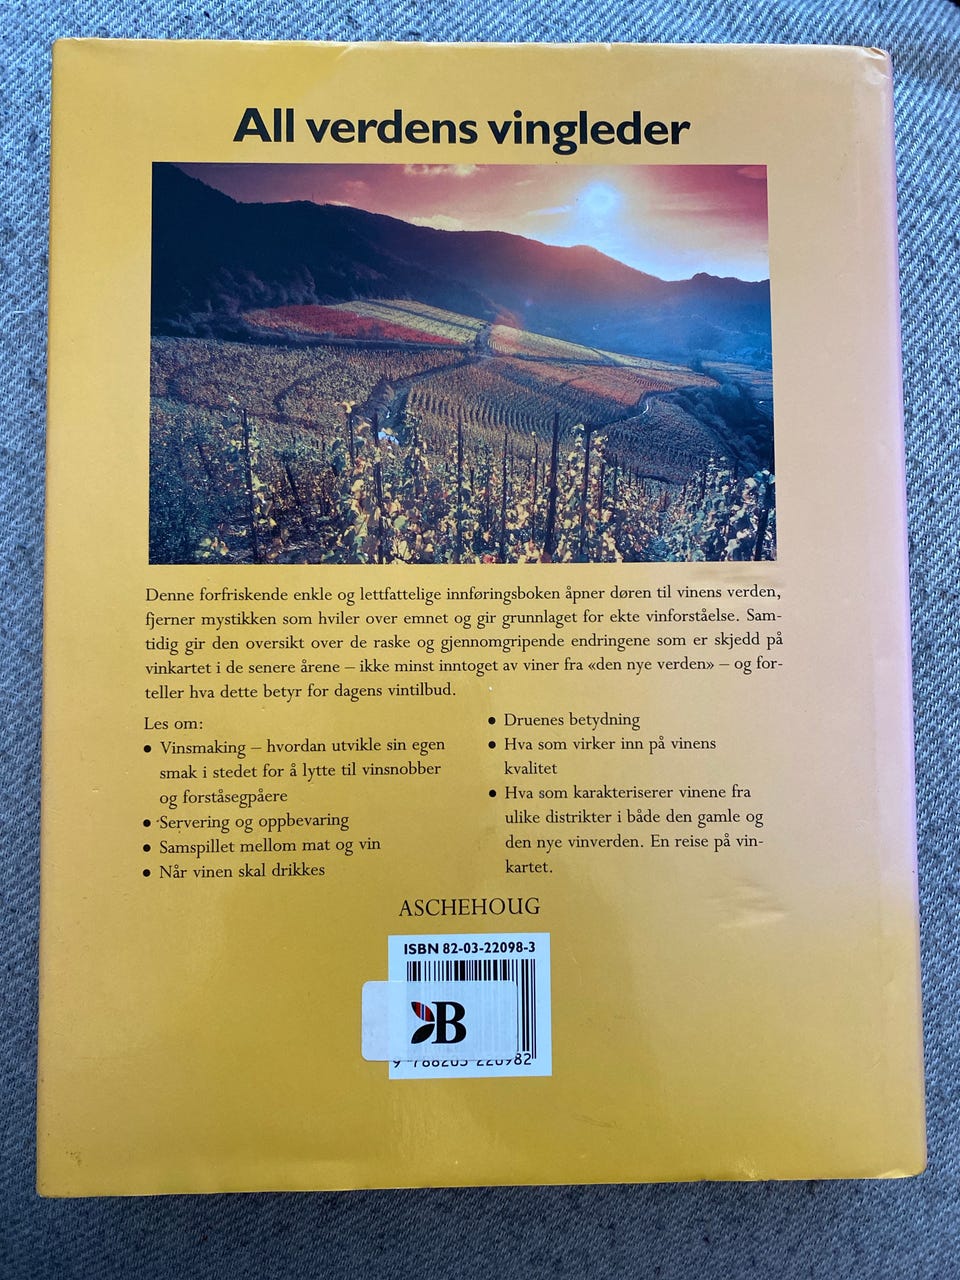 All verdens vingleder
Denne forfriskende enkle og lettfattelige innføringsboken åpner døren til vinens verden,
fjerner mystikken som hviler over emnet og gir grunnlaget for ekte vinforståelse. Sam-
tidig gir den oversikt over de raske og gjennomgripende endringene som er skjedd på
vinkartet i de senere årene – ikke minst inntoget av viner fra «den nye verden» – og for-
teller hva dette betyr for dagens vintilbud.
Les om:
• Vinsmaking – hvordan utvikle sin egen
smak i stedet for å lytte til vinsnobber
og forståsegpåere
• Servering og oppbevaring
• Samspillet mellom mat og vin
• Når vinen skal drikkes
• Druenes betydning
• Hva som virker inn på vinens
kvalitet
• Hva som karakteriserer vinene fra
ulike distrikter i både den gamle og
den nye vinverden. En reise på vin-
kartet.
ASCHEHOUG
ISBN 82-03-22098-3
B
9 788203 220982